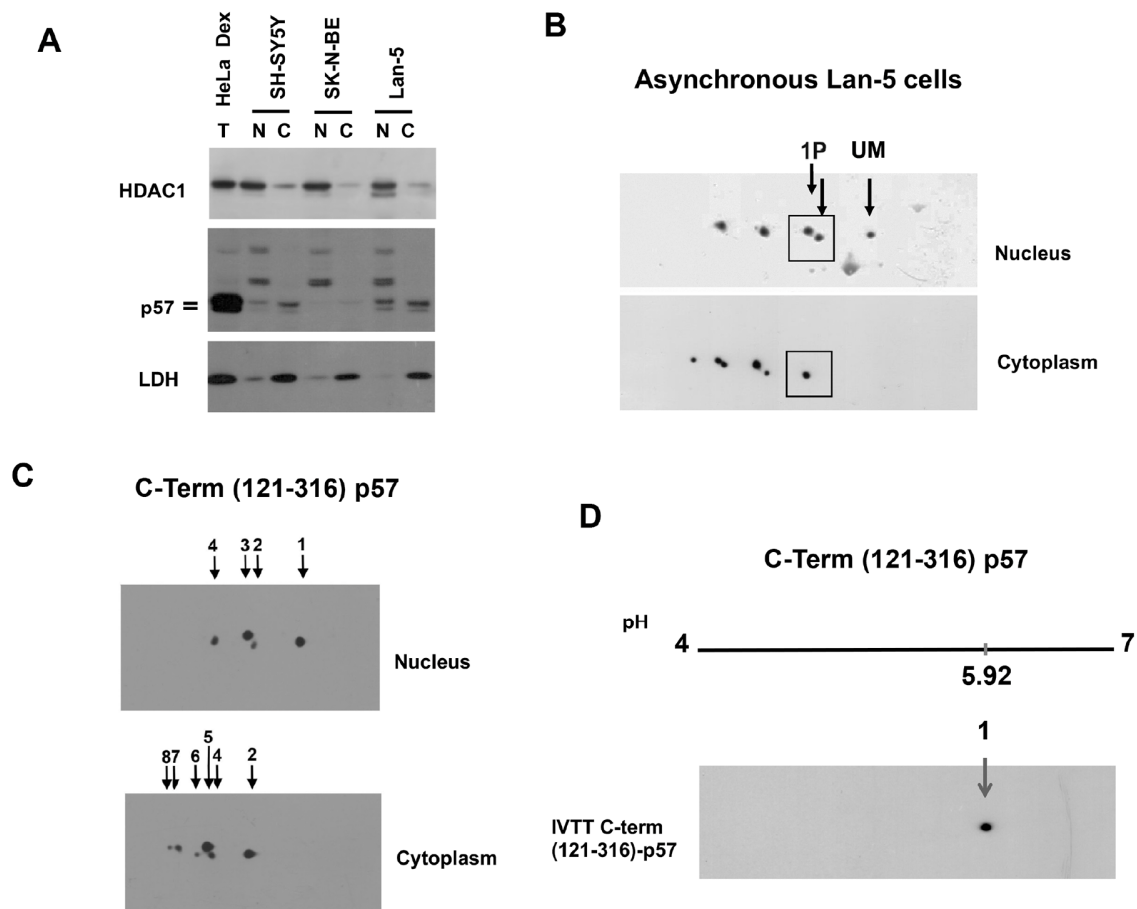 A
HeLa Dex
SH-SY5Y
SK-N-BE
Lan-5
T N C N C N C
HDAC1
p57 =
LDH
B
Asynchronous Lan-5 cells
1P UM
Nucleus
Cytoplasm
C
C-Term (121-316) p57
4 3 2 1
Nucleus
5
87 6 4 2
Cytoplasm
D
C-Term (121-316) p57
pH
4 7
5.92
1
IVTT C-term
(121-316)-p57